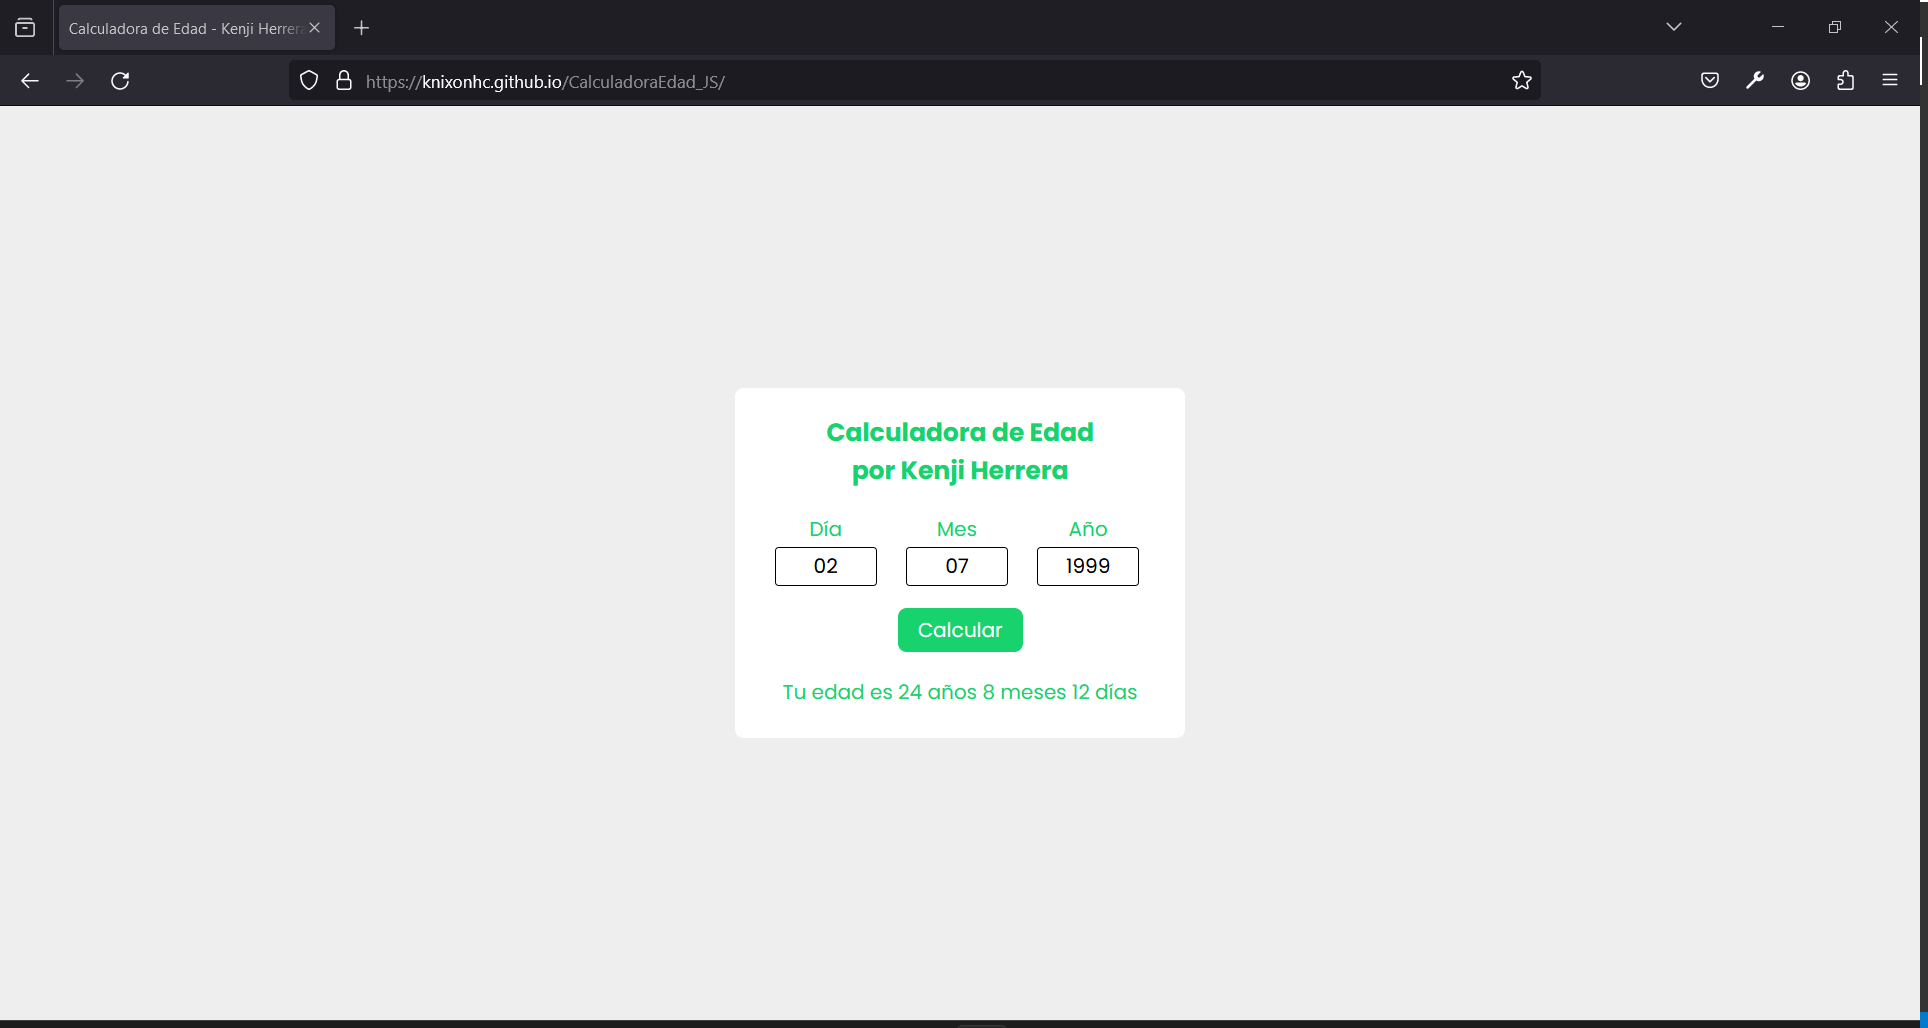 Calculadora de Edad - Kenji Herrera
https://knixonhc.github.io/CalculadoraEdad_JS/
Calculadora de Edad
por Kenji Herrera
Día Mes Año
02 07 1999
Calcular
Tu edad es 24 años 8 meses 12 días